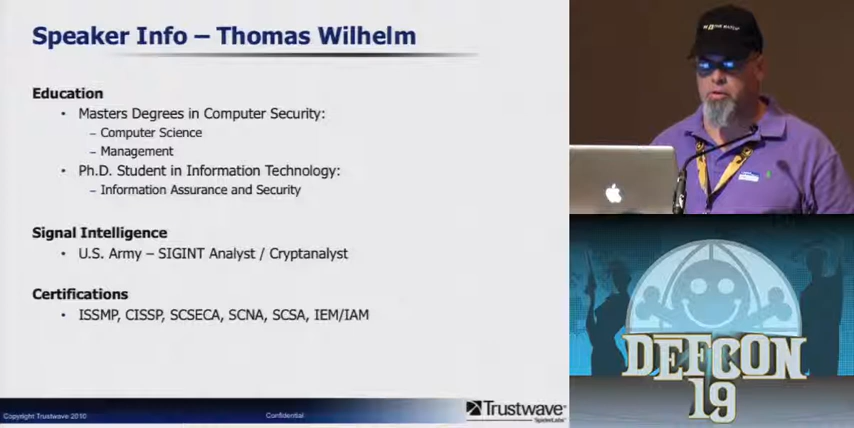 Speaker Info – Thomas Wilhelm
Education
• Masters Degrees in Computer Security:
– Computer Science
– Management
• Ph.D. Student in Information Technology:
– Information Assurance and Security
Signal Intelligence
• U.S. Army – SIGINT Analyst / Cryptanalyst
Certifications
• ISSMP, CISSP, SCSECA, SCNA, SCSA, IEM/IAM
Copyright Trustwave 2010
Confidential
Trustwave
SpiderLabs
DEFCON
19